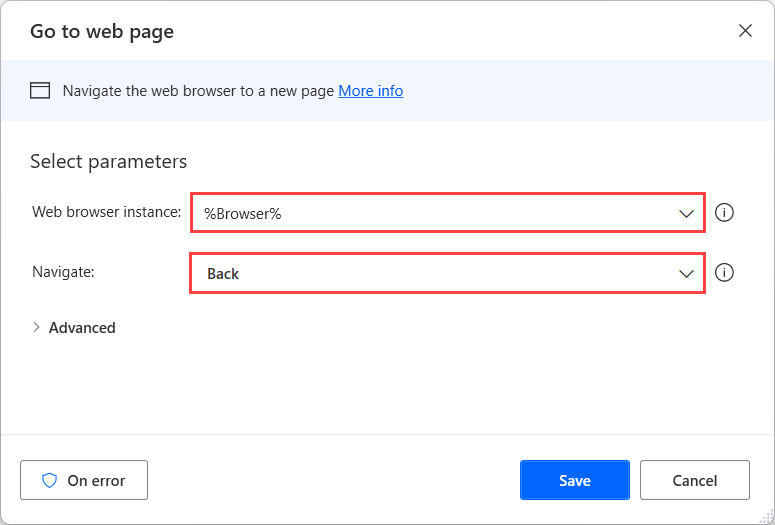 Go to web page
Navigate the web browser to a new page More info
Select parameters
Web browser instance: %Browser%
Navigate: Back
Advanced
On error Save Cancel